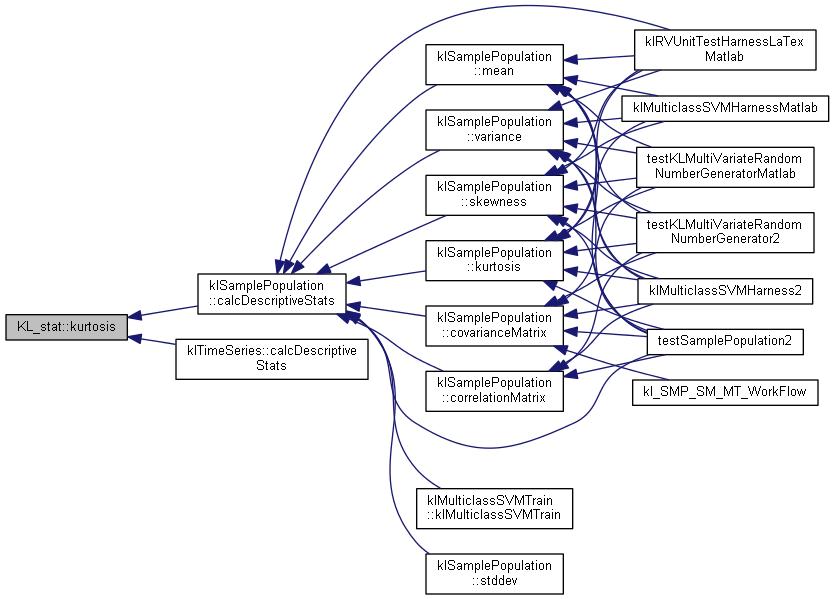 KL_stat::kurtosis
klSamplePopulation
::calcDescriptiveStats
klTimeSeries::calcDescriptive
Stats
klSamplePopulation
::mean
klSamplePopulation
::variance
klSamplePopulation
::skewness
klSamplePopulation
::kurtosis
klSamplePopulation
::covarianceMatrix
klSamplePopulation
::correlationMatrix
klMulticlassSVMTrain
::klMulticlassSVMTrain
klSamplePopulation
::stddev
klRVUnitTestHarnessLaTex
Matlab
klMulticlassSVMHarnessMatlab
testKLMultiVariateRandom
NumberGeneratorMatlab
testKLMultiVariateRandom
NumberGenerator2
klMulticlassSVMHarness2
testSamplePopulation2
kl_SMP_SM_MT_WorkFlow